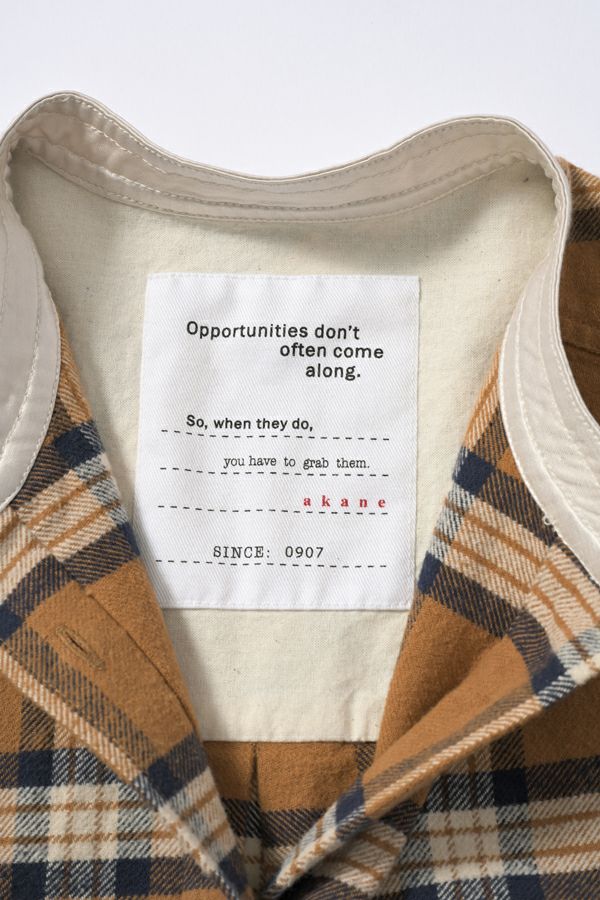 Opportunities don't
often come
along.
So, when they do,
you have to grab them.
akane
SINCE: 0907